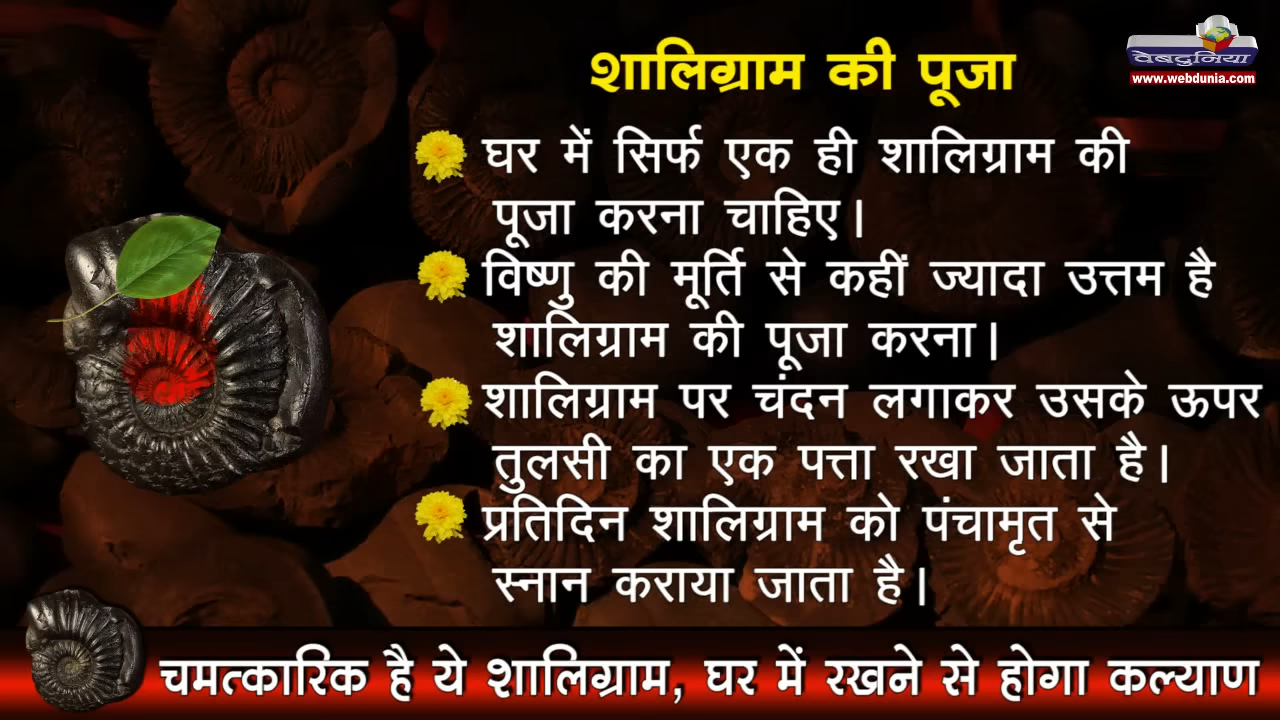 वेबदुनिया
www.webdunia.com
शालिग्राम की पूजा
घर में सिर्फ एक ही शालिग्राम की
पूजा करना चाहिए।
विष्णु की मूर्ति से कहीं ज्यादा उत्तम है
शालिग्राम की पूजा करना।
शालिग्राम पर चंदन लगाकर उसके ऊपर
तुलसी का एक पत्ता रखा जाता है।
प्रतिदिन शालिग्राम को पंचामृत से
स्नान कराया जाता है।
चमत्कारिक है ये शालिग्राम, घर में रखने से होगा कल्याण